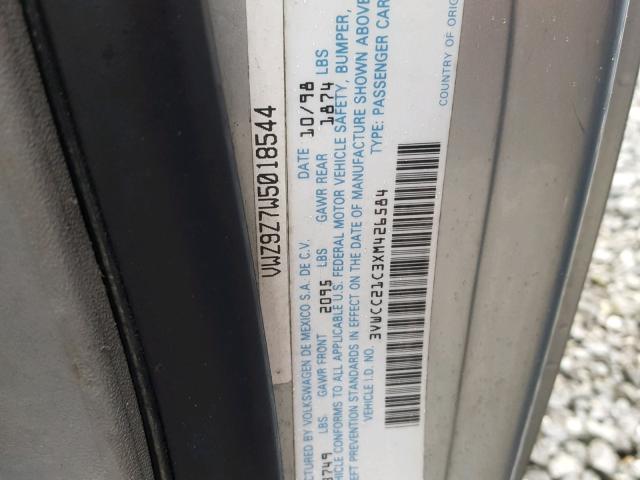 VWZ9Z7W5018544
CTURED BY VOLKSWAGEN DE MEXICO S.A. DE C.V. DATE 10/98
3749 LBS GAWR FRONT 2095 LBS GAWR REAR 1874 LBS
HICLE CONFORMS TO ALL APPLICABLE U.S. FEDERAL MOTOR VEHICLE SAFETY, BUMPER,
EFT PREVENTION STANDARDS IN EFFECT ON THE DATE OF MANUFACTURE SHOWN ABOVE
VEHICLE I.D. NO. 3VWCC21C3XM426584 TYPE: PASSENGER CAR
COUNTRY OF ORIG